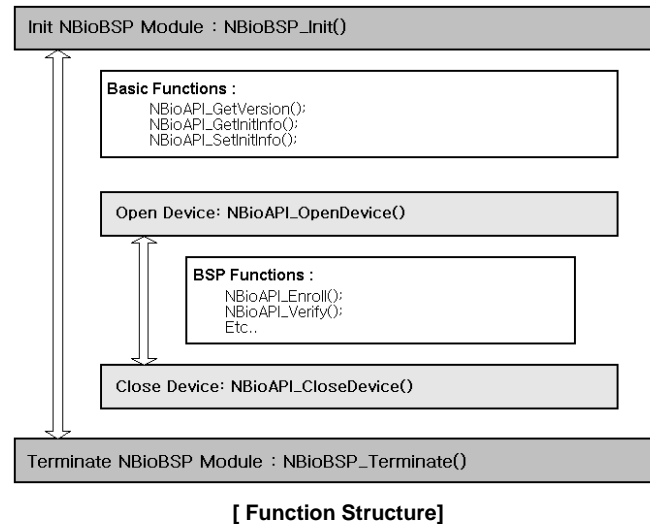 Init NBioBSP Module : NBioBSP_Init()
Basic Functions :
NBioAPI_GetVersion();
NBioAPI_GetInitInfo();
NBioAPI_SetInitInfo();
Open Device: NBioAPI_OpenDevice()
BSP Functions :
NBioAPI_Enroll();
NBioAPI_Verify();
Etc..
Close Device: NBioAPI_CloseDevice()
Terminate NBioBSP Module : NBioBSP_Terminate()
[ Function Structure]